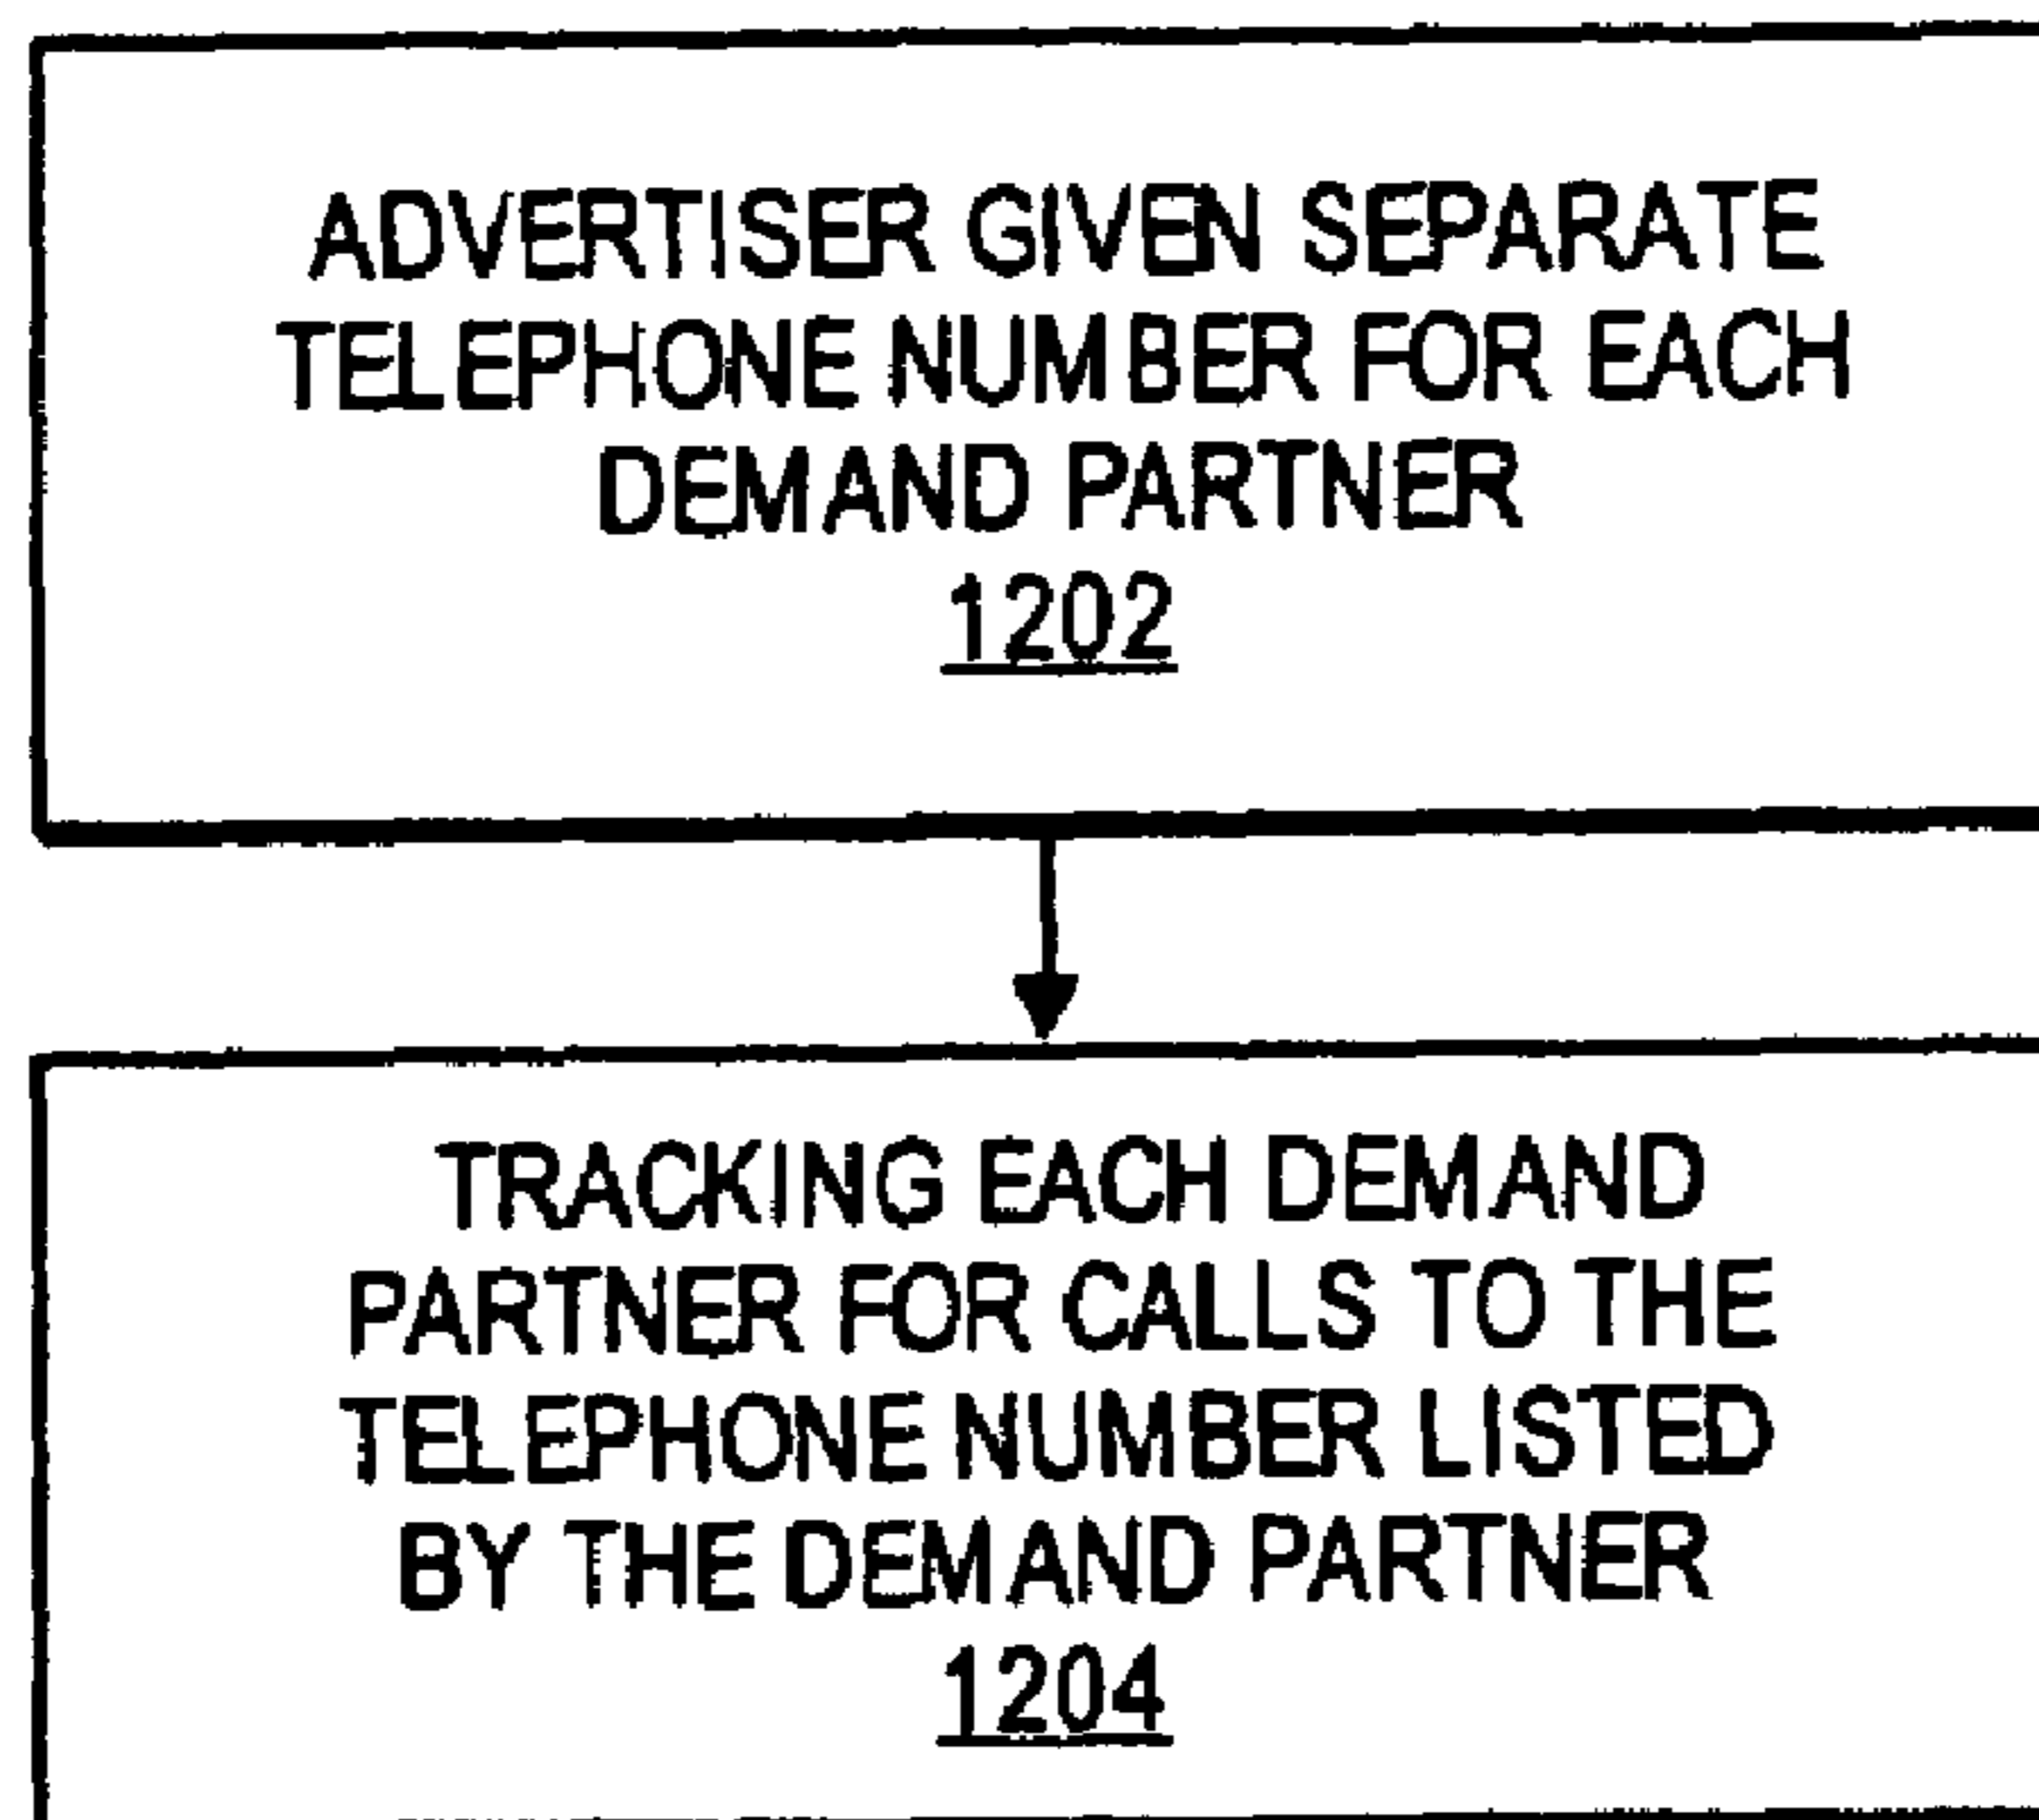 ADVERTISER GIVEN SEPARATE
TELEPHONE NUMBER FOR EACH
DEMAND PARTNER
1202
TRACKING EACH DEMAND
PARTNER FOR CALLS TO THE
TELEPHONE NUMBER LISTED
BY THE DEMAND PARTNER
1204